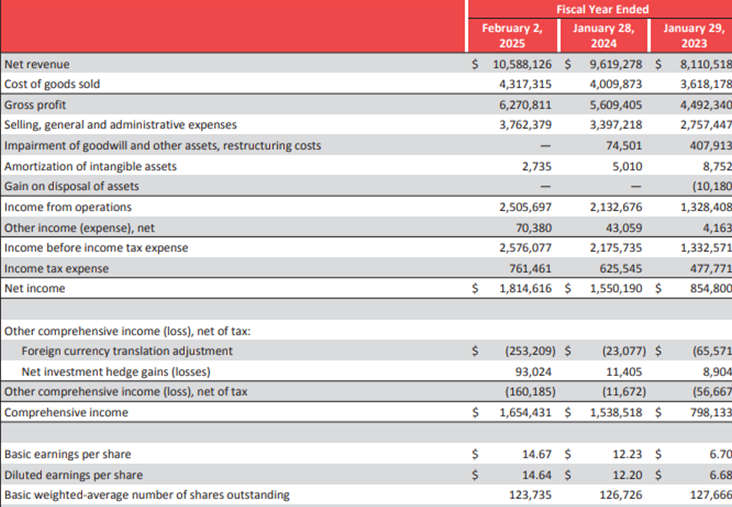 Fiscal Year Ended
February 2, 2025 January 28, 2024 January 29, 2023
Net revenue $ 10,588,126 $ 9,619,278 $ 8,110,518
Cost of goods sold 4,317,315 4,009,873 3,618,178
Gross profit 6,270,811 5,609,405 4,492,340
Selling, general and administrative expenses 3,762,379 3,397,218 2,757,447
Impairment of goodwill and other assets, restructuring costs — 74,501 407,913
Amortization of intangible assets 2,735 5,010 8,752
Gain on disposal of assets — — (10,180
Income from operations 2,505,697 2,132,676 1,328,408
Other income (expense), net 70,380 43,059 4,163
Income before income tax expense 2,576,077 2,175,735 1,332,571
Income tax expense 761,461 625,545 477,771
Net income $ 1,814,616 $ 1,550,190 $ 854,800
Other comprehensive income (loss), net of tax:
Foreign currency translation adjustment $ (253,209) $ (23,077) $ (65,571
Net investment hedge gains (losses) 93,024 11,405 8,904
Other comprehensive income (loss), net of tax (160,185) (11,672) (56,667
Comprehensive income $ 1,654,431 $ 1,538,518 $ 798,133
Basic earnings per share $ 14.67 $ 12.23 $ 6.70
Diluted earnings per share $ 14.64 $ 12.20 $ 6.68
Basic weighted-average number of shares outstanding 123,735 126,726 127,666